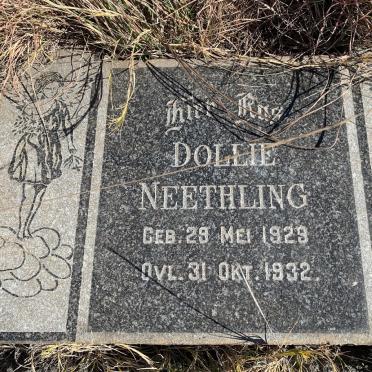 Hier Rus
DOLLIE
NEETHLING
GEB. 28 MEI 1929
OVL. 31 OKT. 1932.